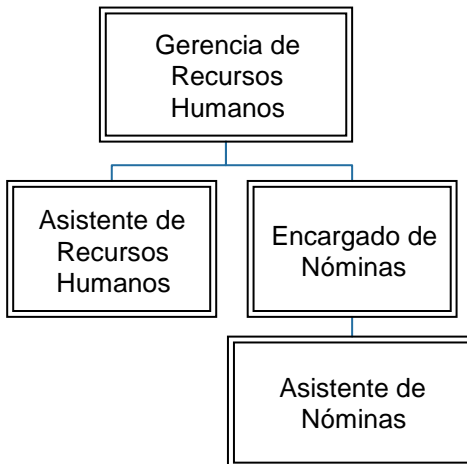 Gerencia de
Recursos
Humanos
Asistente de
Recursos
Humanos
Encargado de
Nóminas
Asistente de
Nóminas